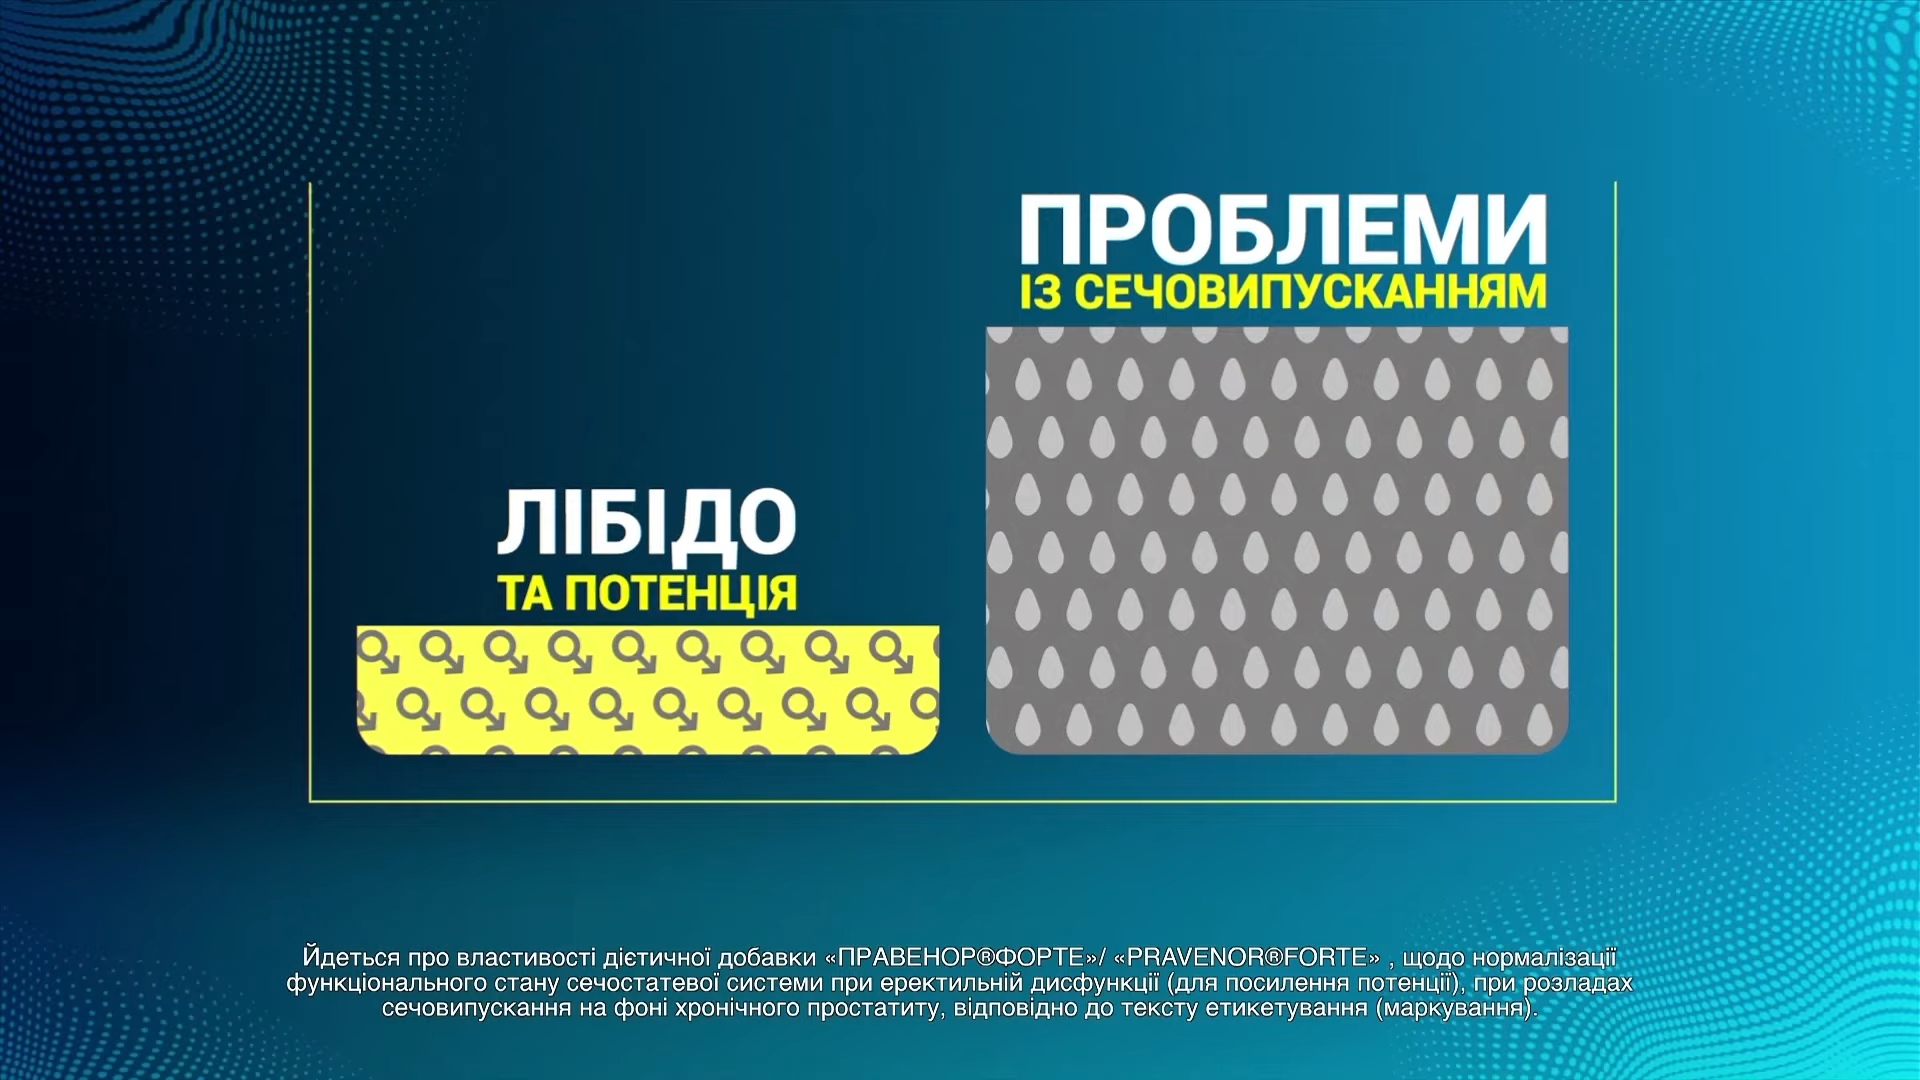 ПРОБЛЕМИ
ІЗ СЕЧОВИПУСКАННЯМ
ЛІБІДО
ТА ПОТЕНЦІЯ
Йдеться про властивості дієтичної добавки «ПРАВЕНОР®ФОРТЕ»/ «PRAVENOR®FORTE» , щодо нормалізації
функціонального стану сечостатевої системи при еректильній дисфункції (для посилення потенції), при розладах
сечовипускання на фоні хронічного простатиту, відповідно до тексту етикетування (маркування).